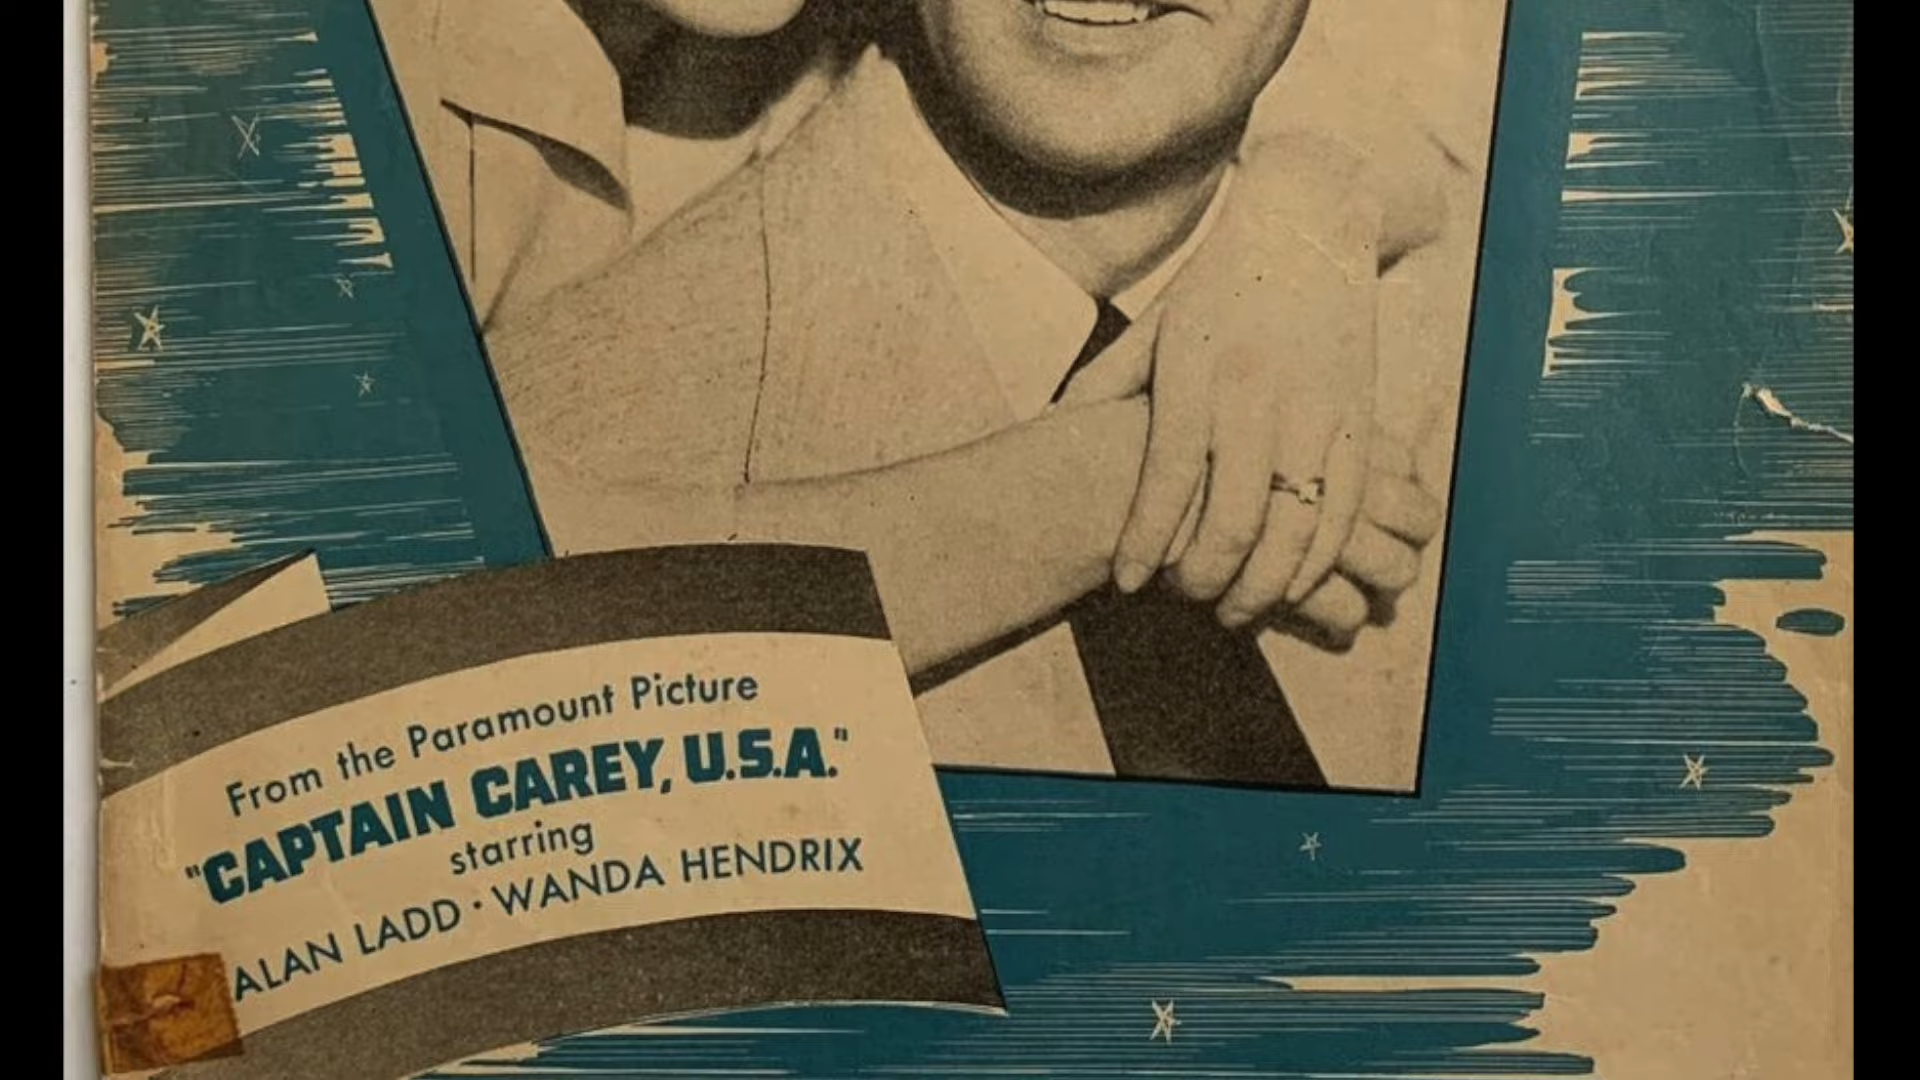 From the Paramount Picture
"CAPTAIN CAREY, U.S.A."
starring
ALAN LADD · WANDA HENDRIX